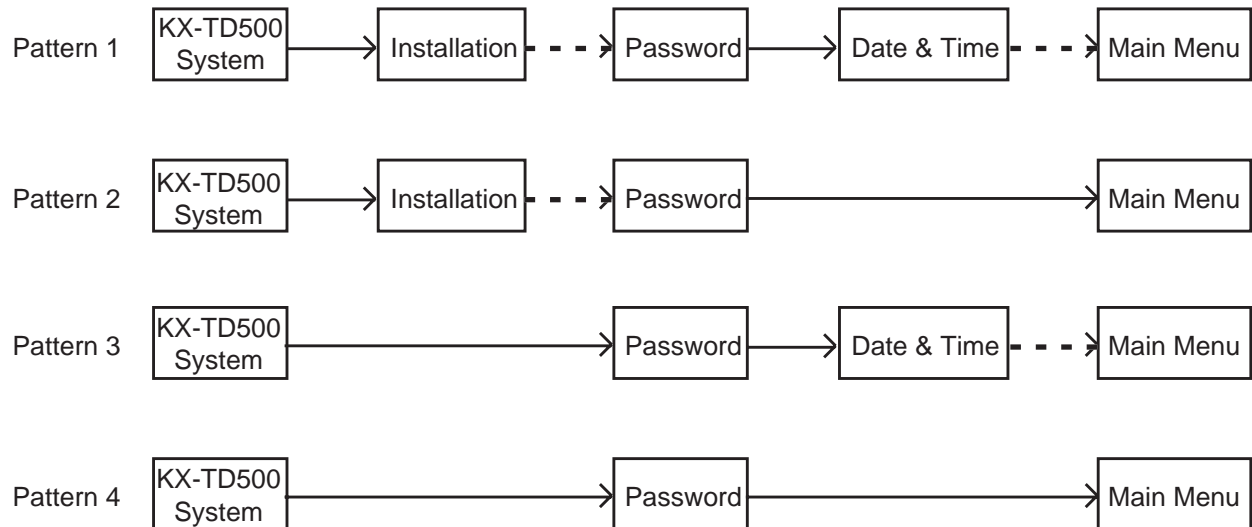 Pattern 1
KX-TD500
System
Installation
Password
Date & Time
Main Menu
Pattern 2
KX-TD500
System
Installation
Password
Main Menu
Pattern 3
KX-TD500
System
Password
Date & Time
Main Menu
Pattern 4
KX-TD500
System
Password
Main Menu